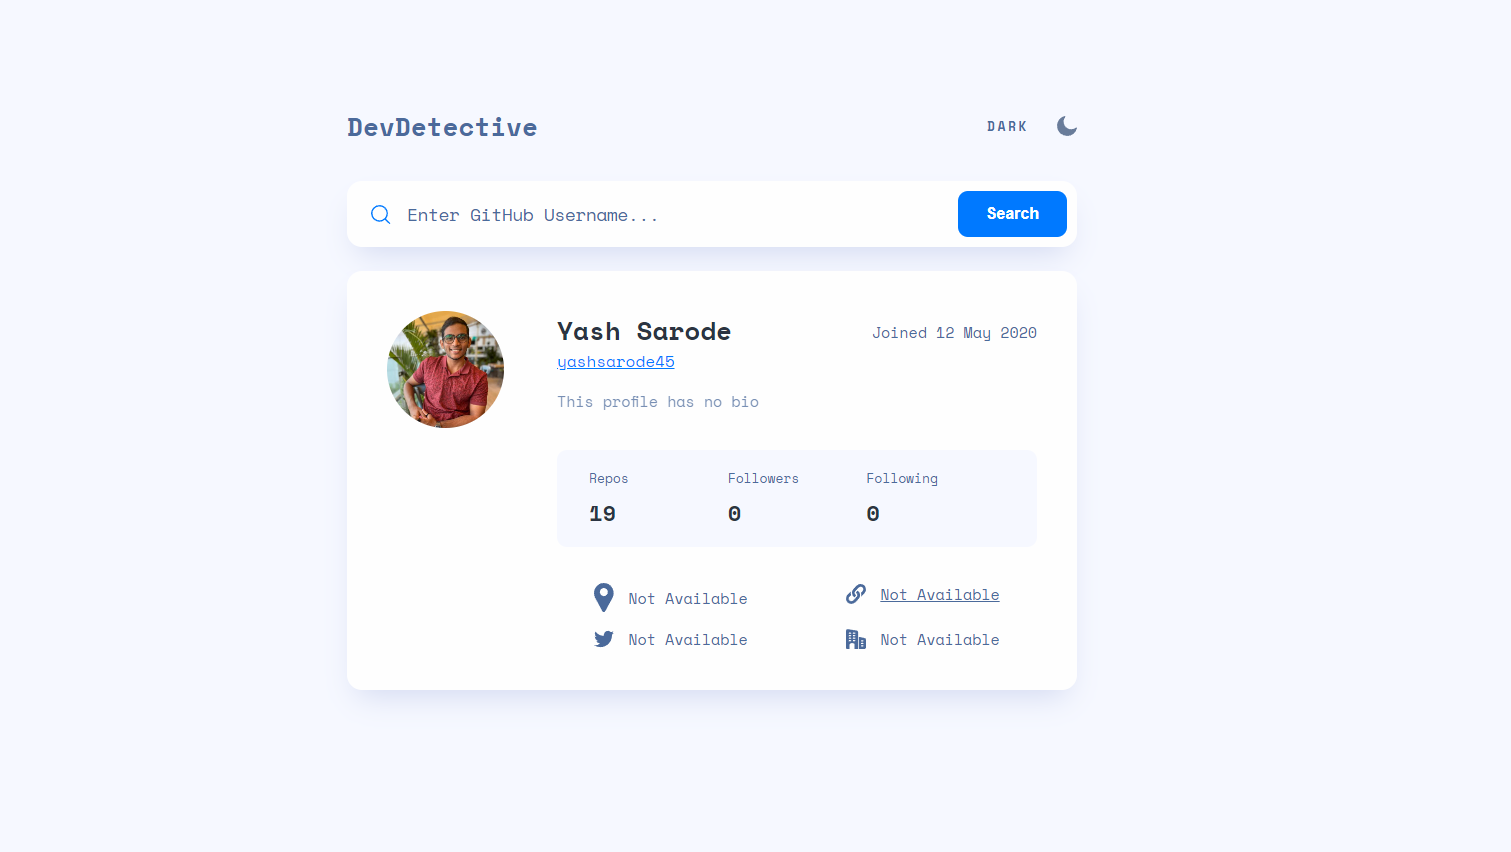 DevDetective
DARK
Enter GitHub Username...
Search
Yash Sarode
Joined 12 May 2020
yashsarode45
This profile has no bio
Repos Followers Following
19 0 0
Not Available Not Available
Not Available Not Available